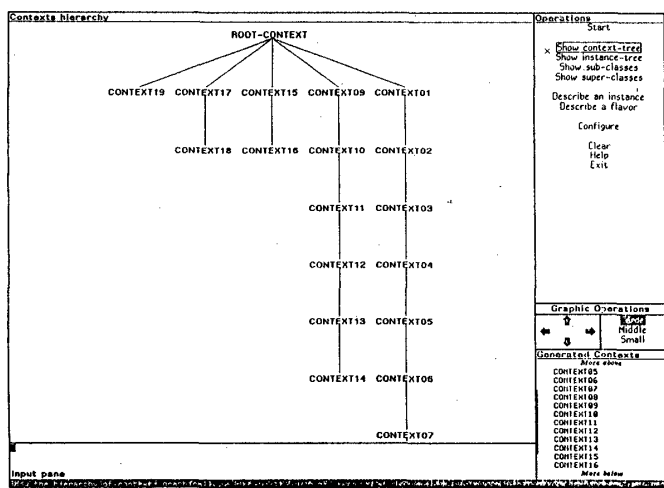 Contexts hierarchy
ROOT-CONTEXT
CONTEXT19 CONTEXT17 CONTEXT15 CONTEXT09 CONTEXT01
CONTEXT18 CONTEXT16 CONTEXT10 CONTEXT02
CONTEXT11 CONTEXT03
CONTEXT12 CONTEXT04
CONTEXT13 CONTEXT05
CONTEXT14 CONTEXT06
CONTEXT07
Input pane
Operations
Start
× Show context-tree
Show instance-tree
Show sub-classes
Show super-classes
Describe an instance
Describe a flavor
Configure
Clear
Help
Exit
Graphic Operations
Middle
Small
Generated Contexts
More above
CONTEXT05
CONTEXT06
CONTEXT07
CONTEXT08
CONTEXT09
CONTEXT10
CONTEXT11
CONTEXT12
CONTEXT13
CONTEXT14
CONTEXT15
CONTEXT16
More below